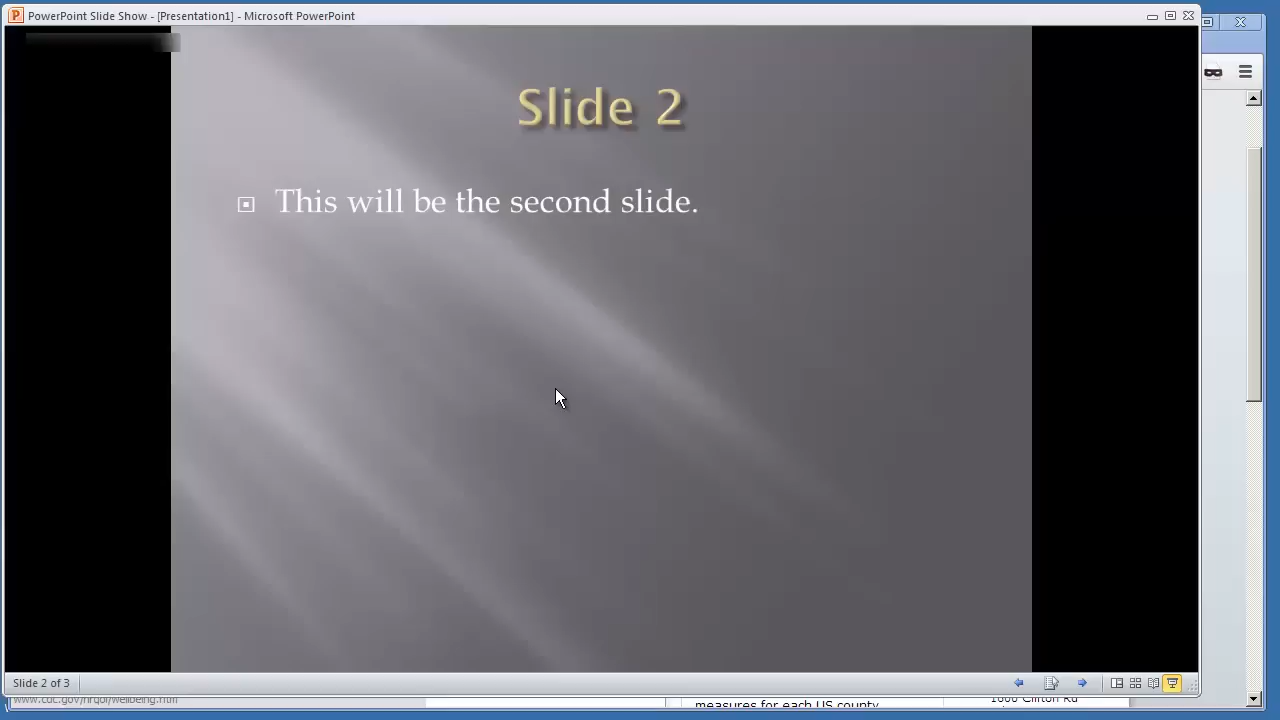 PowerPoint Slide Show - [Presentation1] - Microsoft PowerPoint
Slide 2
This will be the second slide.
Slide 2 of 3
www.cdc.gov/hrqol/wellbeing.htm
measures for each US county
1600 Clifton Rd